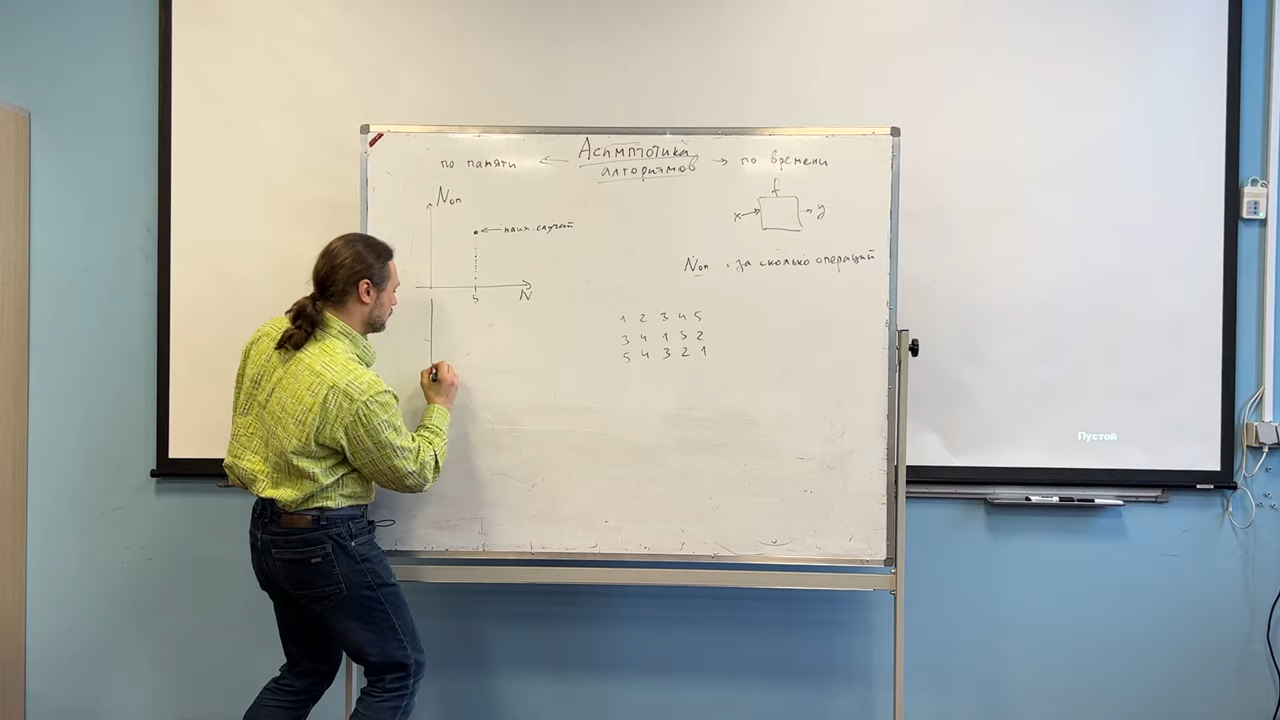 по памяти ← Асимптотика → по времени
алгоритмов
Nоп
f
x → → y
← наих. случай
Nоп - за сколько операций
5 N
1 2 3 4 5
3 4 1 5 2
5 4 3 2 1
Пустой